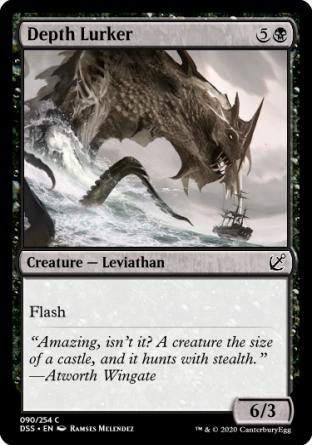 Depth Lurker 5
Creature — Leviathan
Flash
“Amazing, isn't it? A creature the size
of a castle, and it hunts with stealth.”
—Atworth Wingate
6/3
090/254 C
DSS • EN Ramses Melendez
™ & © 2020 CanterburyEgg